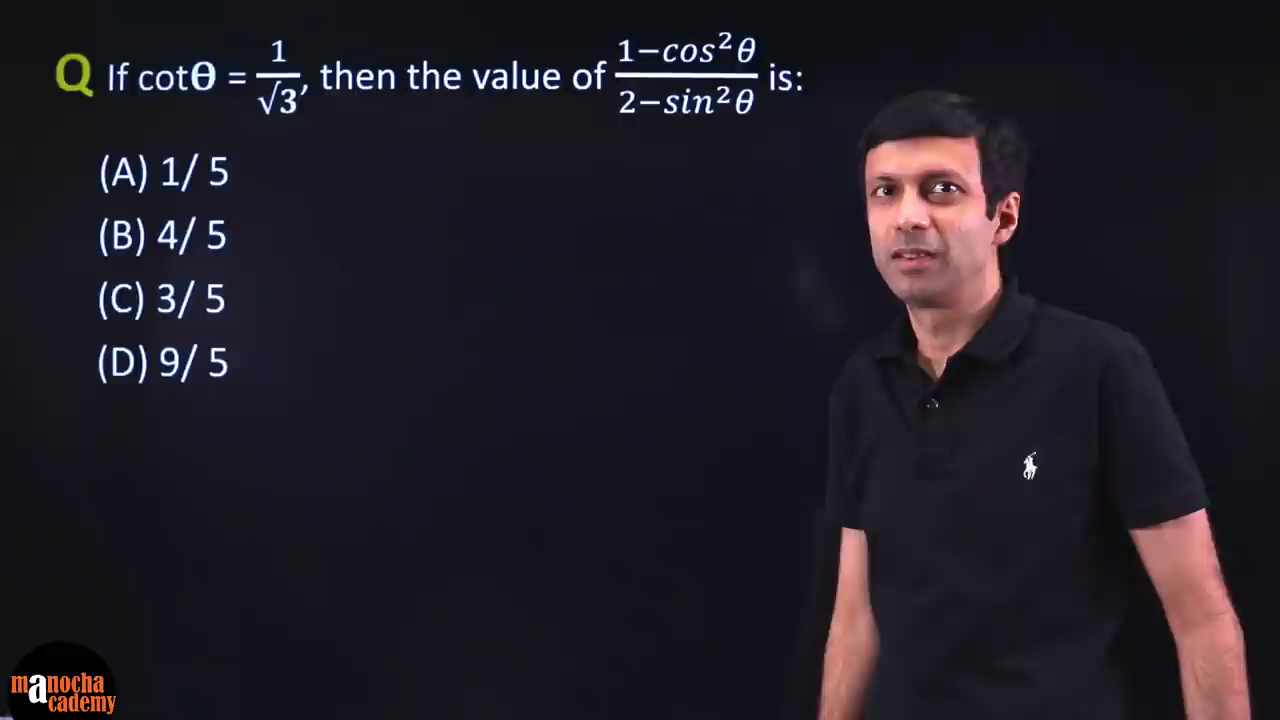 Q If cotθ = 1/√3, then the value of 1−cos²θ/2−sin²θ is:
(A) 1/ 5
(B) 4/ 5
(C) 3/ 5
(D) 9/ 5
manocha
academy